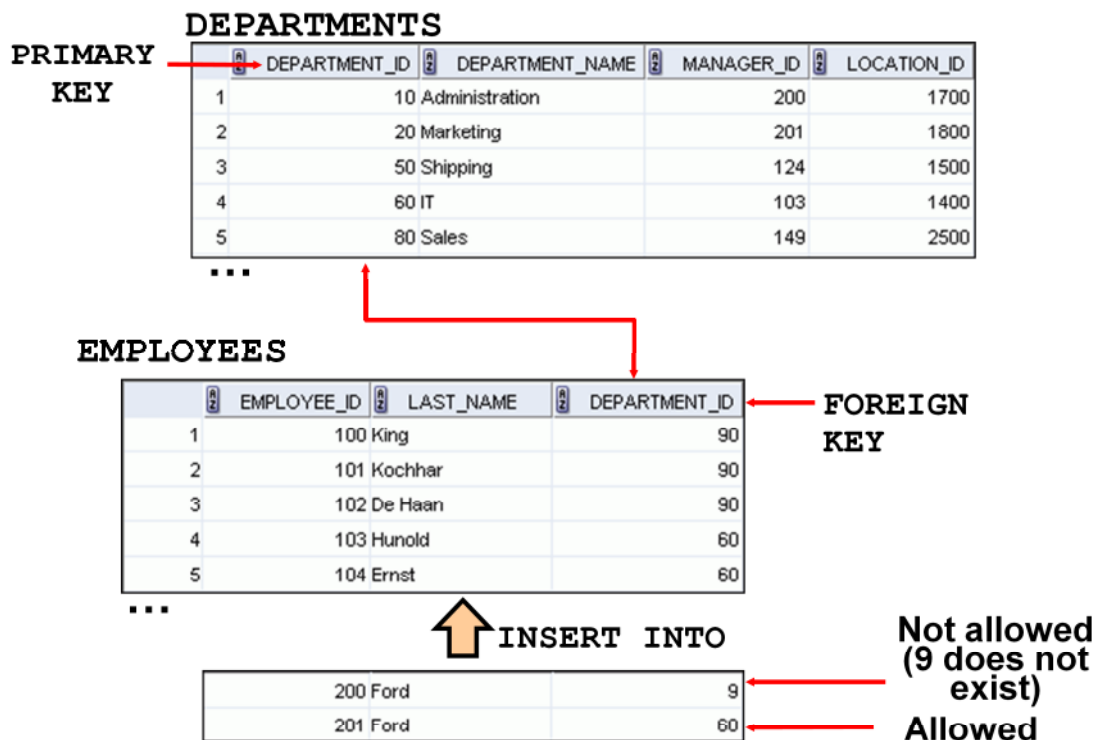 DEPARTMENTS
PRIMARY
KEY
DEPARTMENT_ID DEPARTMENT_NAME MANAGER_ID LOCATION_ID
1 10 Administration 200 1700
2 20 Marketing 201 1800
3 50 Shipping 124 1500
4 60 IT 103 1400
5 80 Sales 149 2500
...
EMPLOYEES
EMPLOYEE_ID LAST_NAME DEPARTMENT_ID
FOREIGN
KEY
1 100 King 90
2 101 Kochhar 90
3 102 De Haan 90
4 103 Hunold 60
5 104 Ernst 60
...
INSERT INTO
Not allowed
(9 does not
exist)
200 Ford 9
201 Ford 60
Allowed